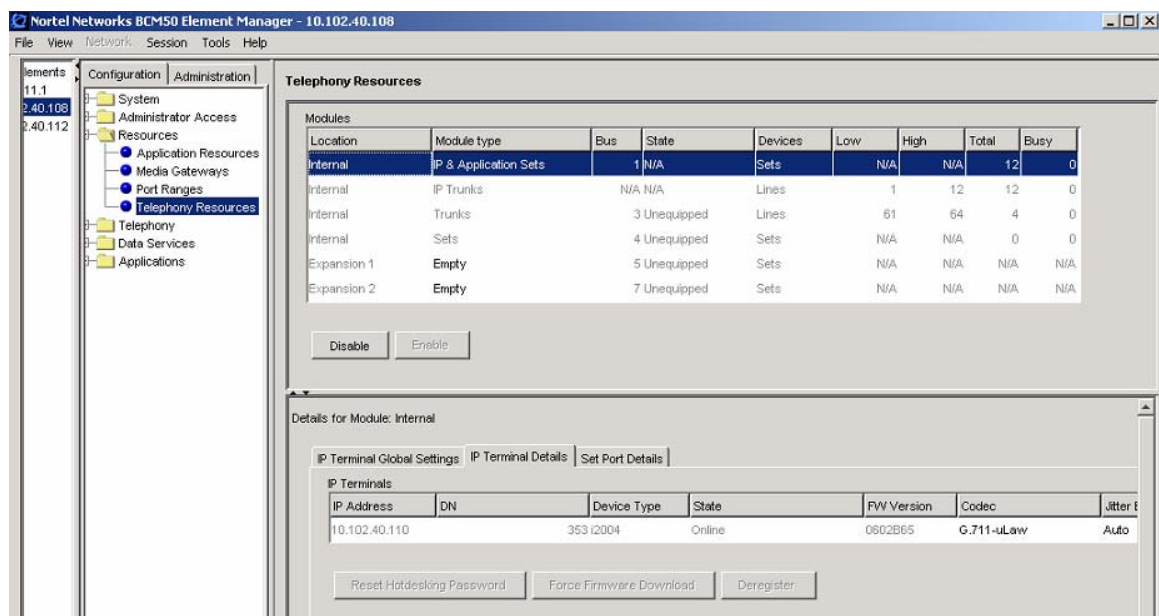 Nortel Networks BCM50 Element Manager - 10.102.40.108
File View Network Session Tools Help
lements
11.1
2.40.108
2.40.112
Configuration Administration
System
Administrator Access
Resources
Application Resources
Media Gateways
Port Ranges
Telephony Resources
Telephony
Data Services
Applications
Telephony Resources
Modules
Location Module type Bus State Devices Low High Total Busy
Internal IP & Application Sets 1 N/A Sets N/A N/A 12 0
Internal IP Trunks N/A N/A Lines 1 12 12 0
Internal Trunks 3 Unequipped Lines 61 64 4 0
Internal Sets 4 Unequipped Sets N/A N/A 0 0
Expansion 1 Empty 5 Unequipped Sets N/A N/A N/A N/A
Expansion 2 Empty 7 Unequipped Sets N/A N/A N/A N/A
Disable Enable
Details for Module: Internal
IP Terminal Global Settings IP Terminal Details Set Port Details
IP Terminals
IP Address DN Device Type State FW Version Codec Jitter
10.102.40.110 353 i2004 Online 0602B65 G.711-uLaw Auto
Reset Hotdesking Password Force Firmware Download Deregister